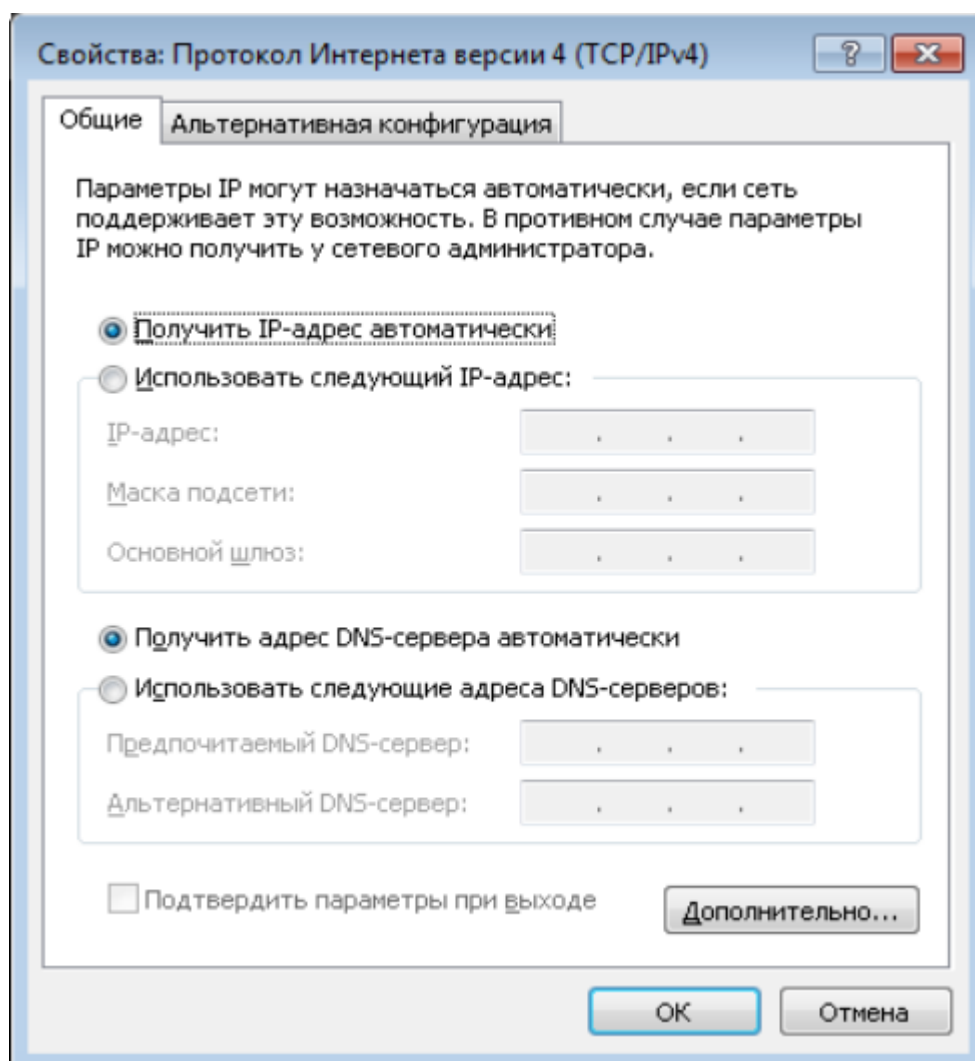 Свойства: Протокол Интернета версии 4 (TCP/IPv4)
Общие
Альтернативная конфигурация
Параметры IP могут назначаться автоматически, если сеть
поддерживает эту возможность. В противном случае параметры
IP можно получить у сетевого администратора.
Получить IP-адрес автоматически
Использовать следующий IP-адрес:
IP-адрес:
Маска подсети:
Основной шлюз:
Получить адрес DNS-сервера автоматически
Использовать следующие адреса DNS-серверов:
Предпочитаемый DNS-сервер:
Альтернативный DNS-сервер:
Подтвердить параметры при выходе
Дополнительно...
ОК
Отмена